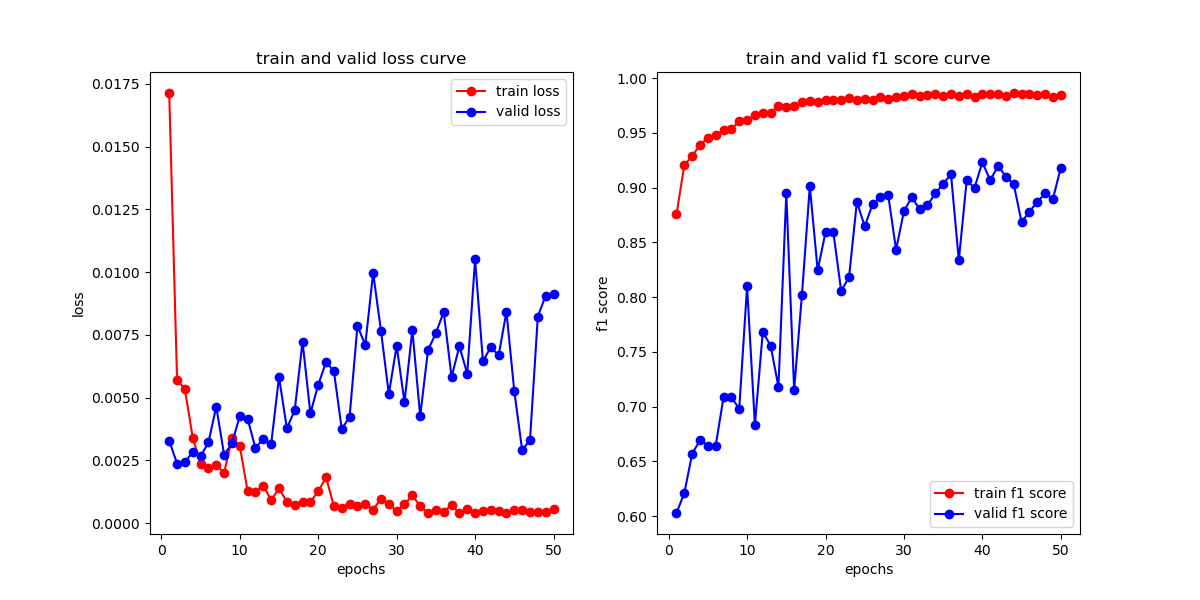 train and valid loss curve
train loss
valid loss
0.0175
0.0150
0.0125
0.0100
0.0075
0.0050
0.0025
0.0000
loss
0 10 20 30 40 50
epochs
train and valid f1 score curve
1.00
0.95
0.90
0.85
0.80
0.75
0.70
0.65
0.60
f1 score
train f1 score
valid f1 score
0 10 20 30 40 50
epochs